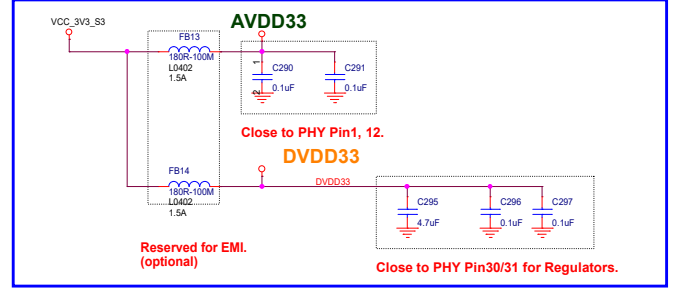 VCC_3V3_S3
FB13
AVDD33
180R-100M
L0402
1.5A
1
2
C290
0.1uF
C291
0.1uF
Close to PHY Pin1, 12.
DVDD33
FB14
180R-100M
L0402
1.5A
DVDD33
C295
4.7uF
C296
0.1uF
C297
0.1uF
Reserved for EMI.
(optional)
Close to PHY Pin30/31 for Regulators.